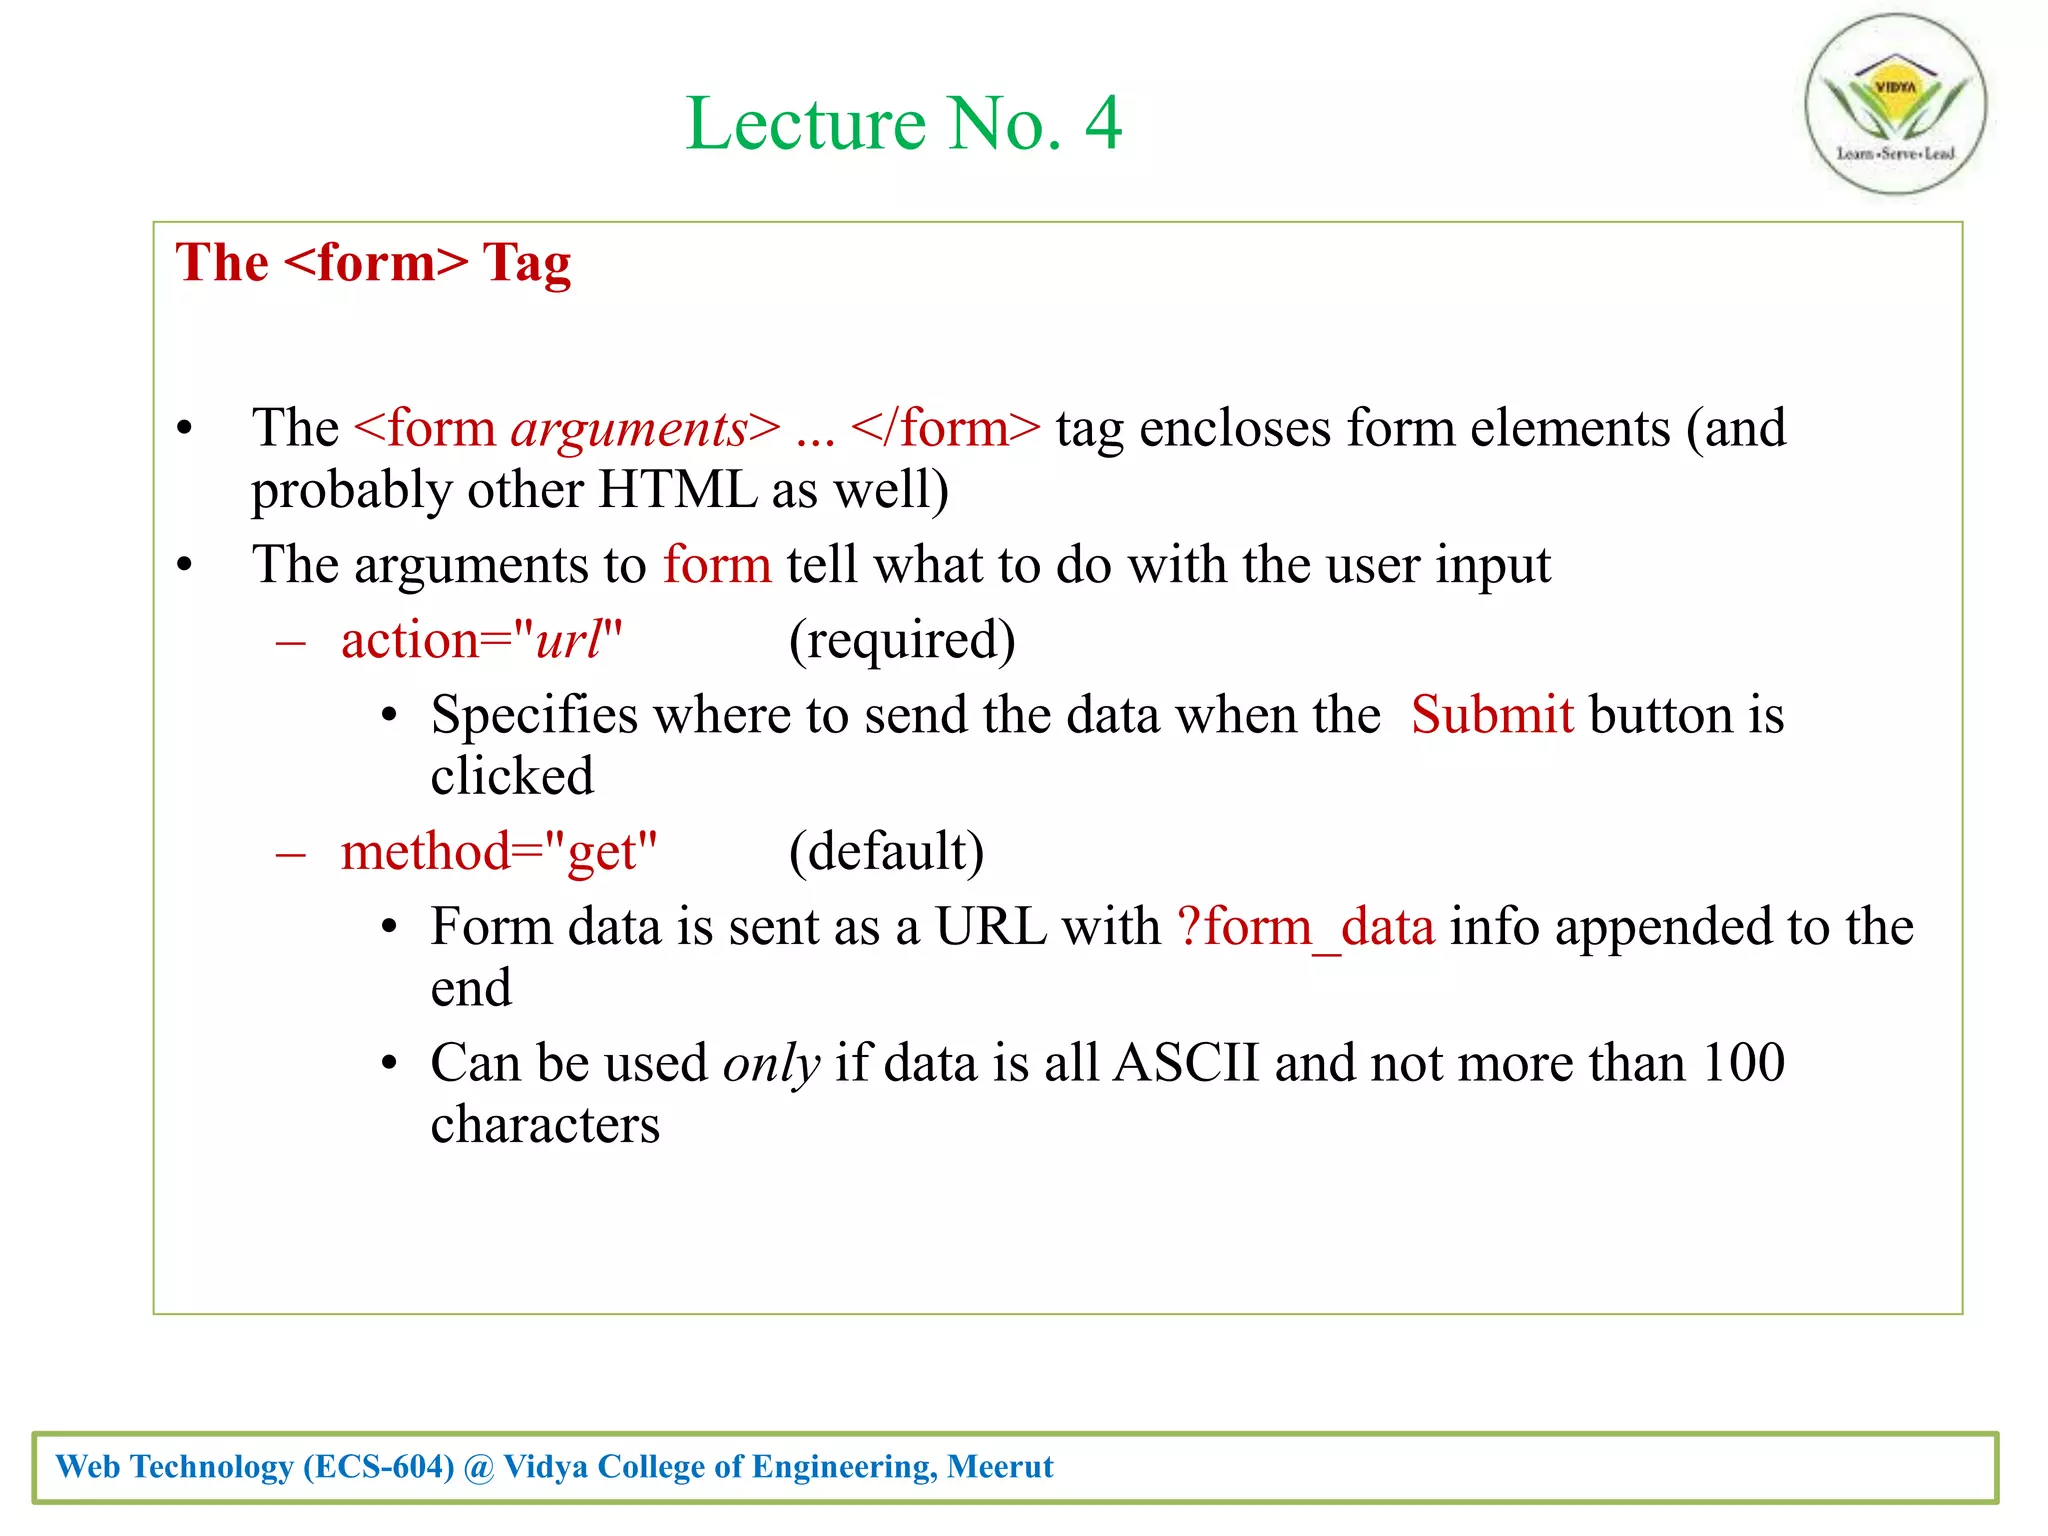 Lecture No. 4
VIDYA
Learn•Serve•Lead
The <form> Tag
• The <form arguments> ... </form> tag encloses form elements (and
probably other HTML as well)
• The arguments to form tell what to do with the user input
– action="url" (required)
• Specifies where to send the data when the Submit button is
clicked
– method="get" (default)
• Form data is sent as a URL with ?form_data info appended to the
end
• Can be used only if data is all ASCII and not more than 100
characters
Web Technology (ECS-604) @ Vidya College of Engineering, Meerut